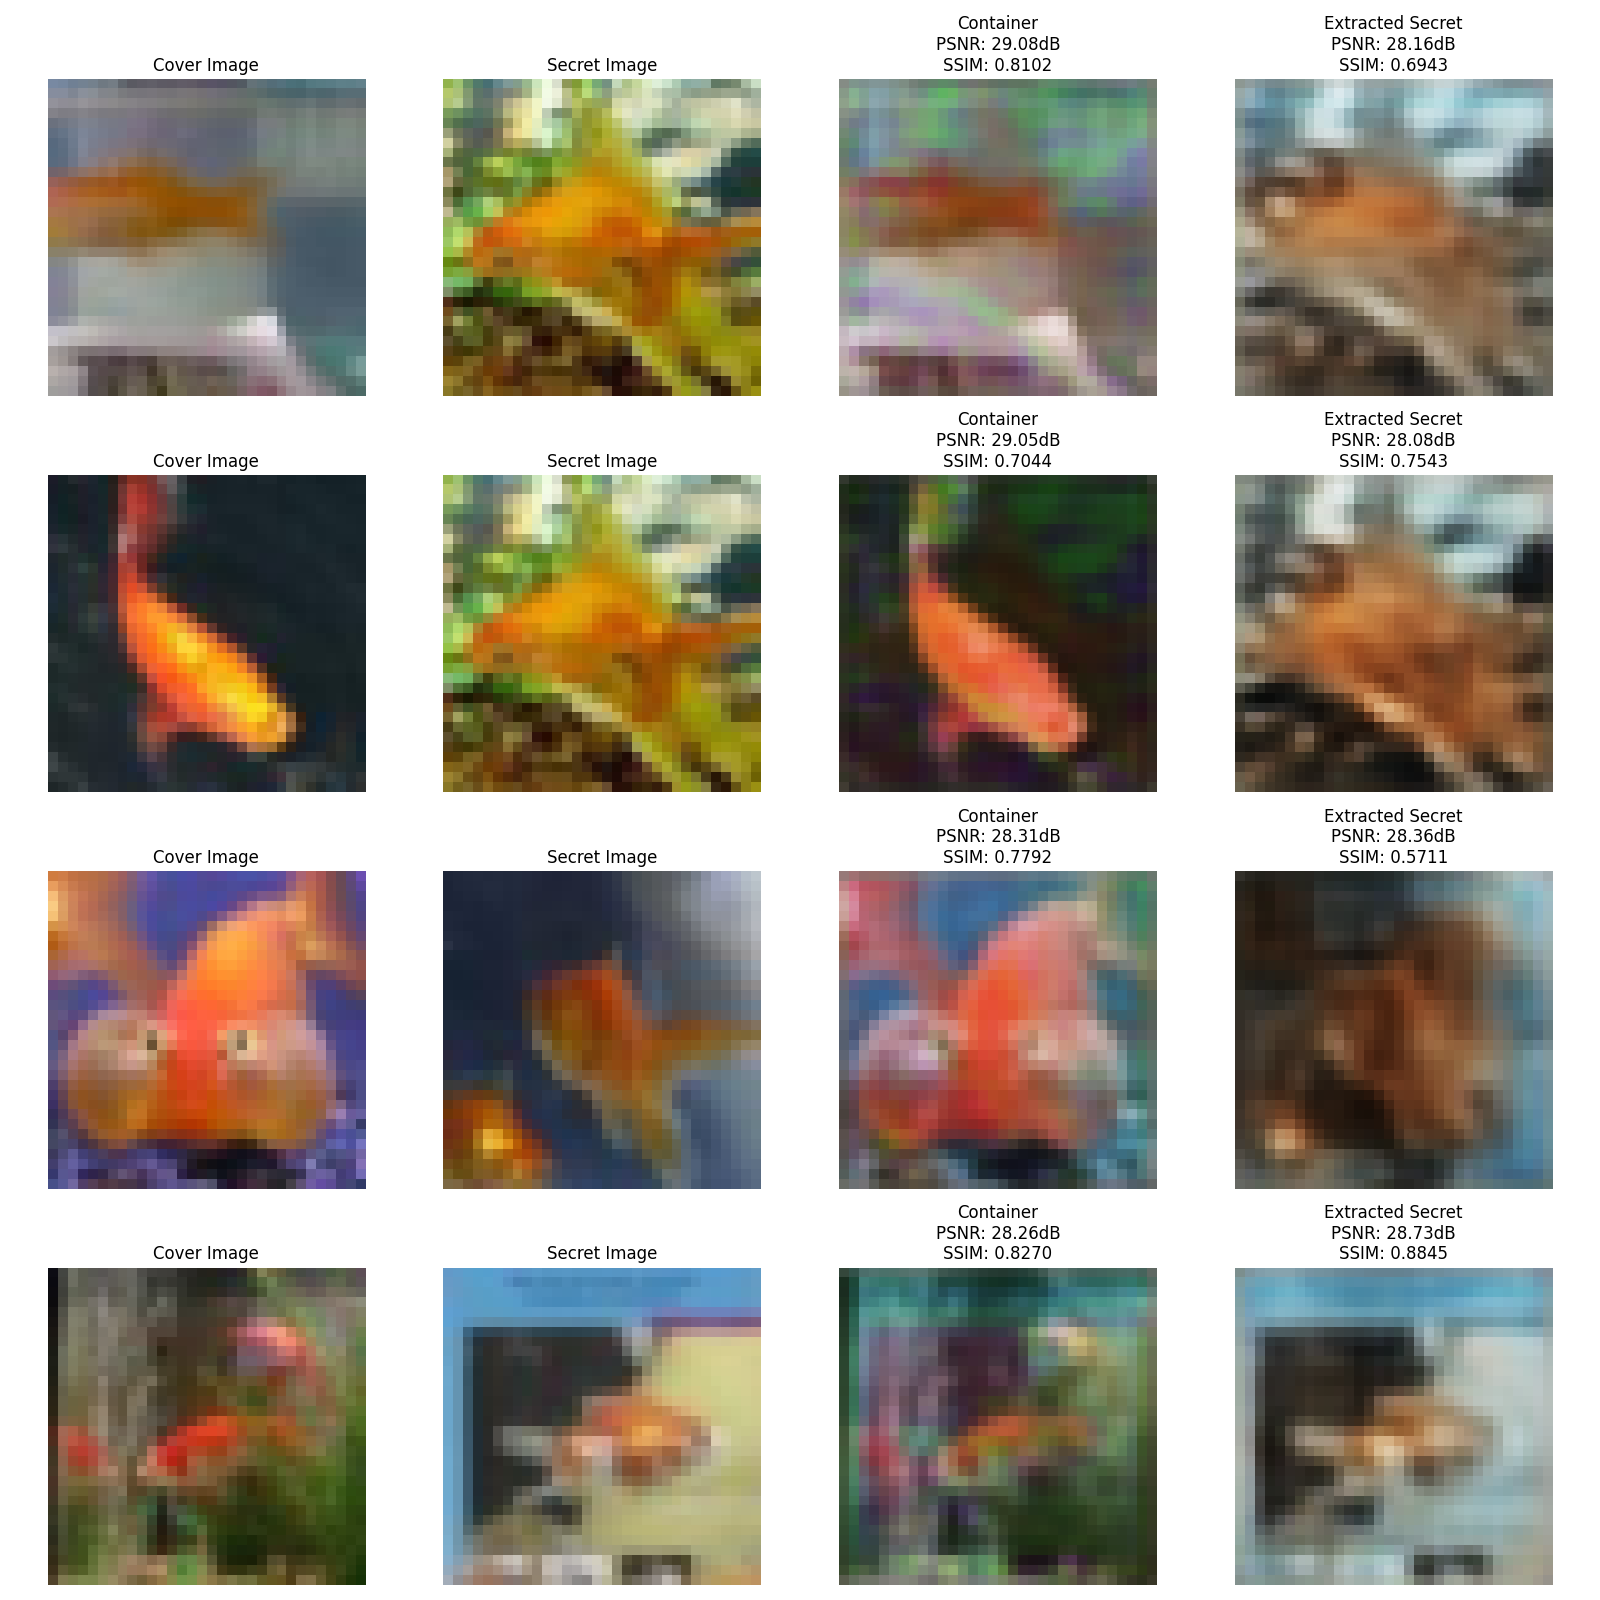 Cover Image
Secret Image
Container
PSNR: 29.08dB
SSIM: 0.8102
Extracted Secret
PSNR: 28.16dB
SSIM: 0.6943
Cover Image
Secret Image
Container
PSNR: 29.05dB
SSIM: 0.7044
Extracted Secret
PSNR: 28.08dB
SSIM: 0.7543
Cover Image
Secret Image
Container
PSNR: 28.31dB
SSIM: 0.7792
Extracted Secret
PSNR: 28.36dB
SSIM: 0.5711
Cover Image
Secret Image
Container
PSNR: 28.26dB
SSIM: 0.8270
Extracted Secret
PSNR: 28.73dB
SSIM: 0.8845